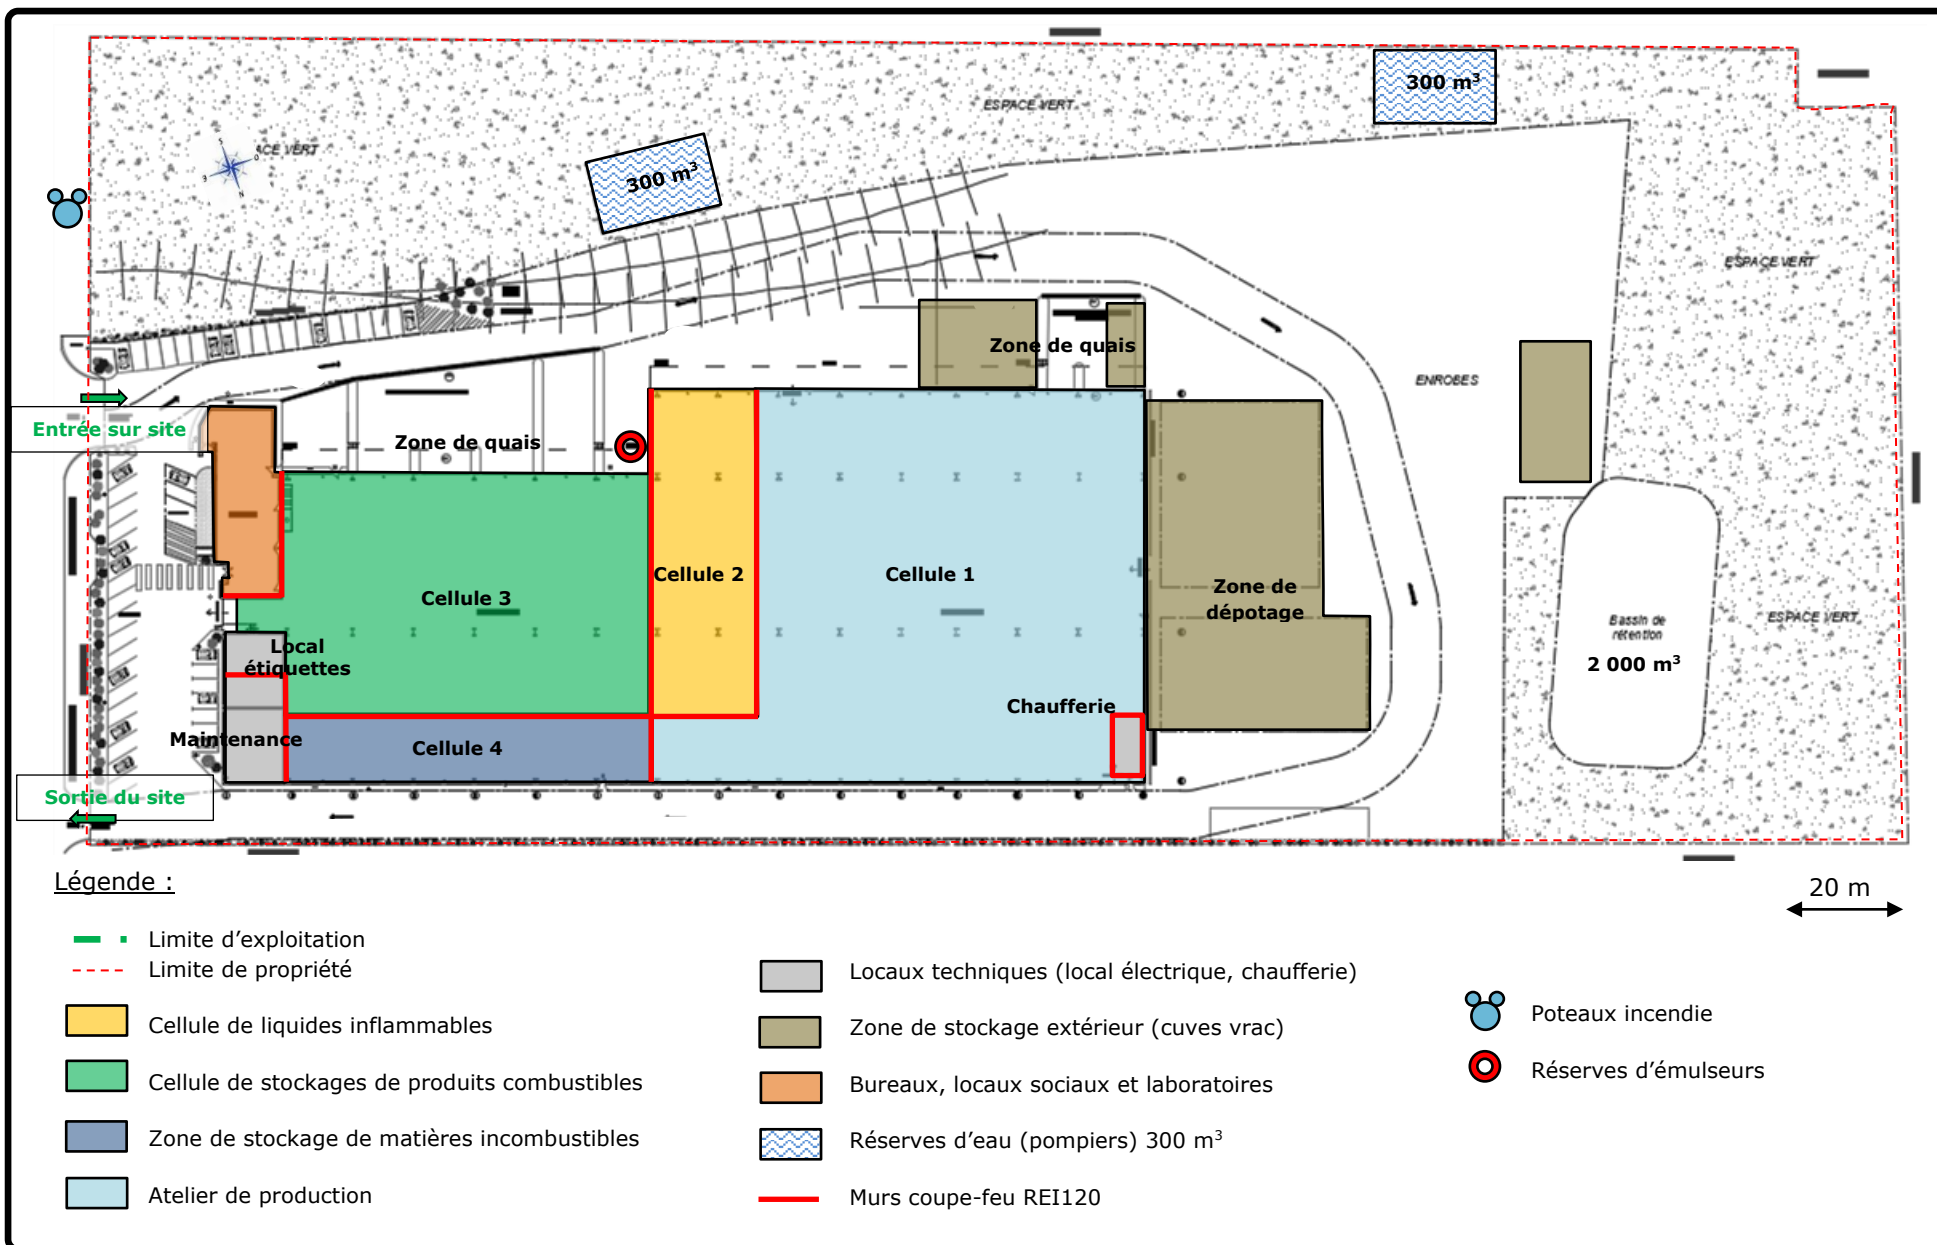 300 m³
ESPACE VERT
ACE VERT
S
O
E
N
300 m³
ESPACE VERT
Zone de quais
ENROBES
Entrée sur site
Zone de quais
Cellule 2
Cellule 1
Cellule 3
Zone de
dépotage
Bassin de
rétention
2 000 m³
ESPACE VERT
Local
étiquettes
Chaufferie
Maintenance
Cellule 4
Sortie du site
Légende :
20 m
Limite d’exploitation
Limite de propriété
Cellule de liquides inflammables
Cellule de stockages de produits combustibles
Zone de stockage de matières incombustibles
Atelier de production
Locaux techniques (local électrique, chaufferie)
Zone de stockage extérieur (cuves vrac)
Bureaux, locaux sociaux et laboratoires
Réserves d’eau (pompiers) 300 m³
Murs coupe-feu REI120
Poteaux incendie
Réserves d’émulseurs